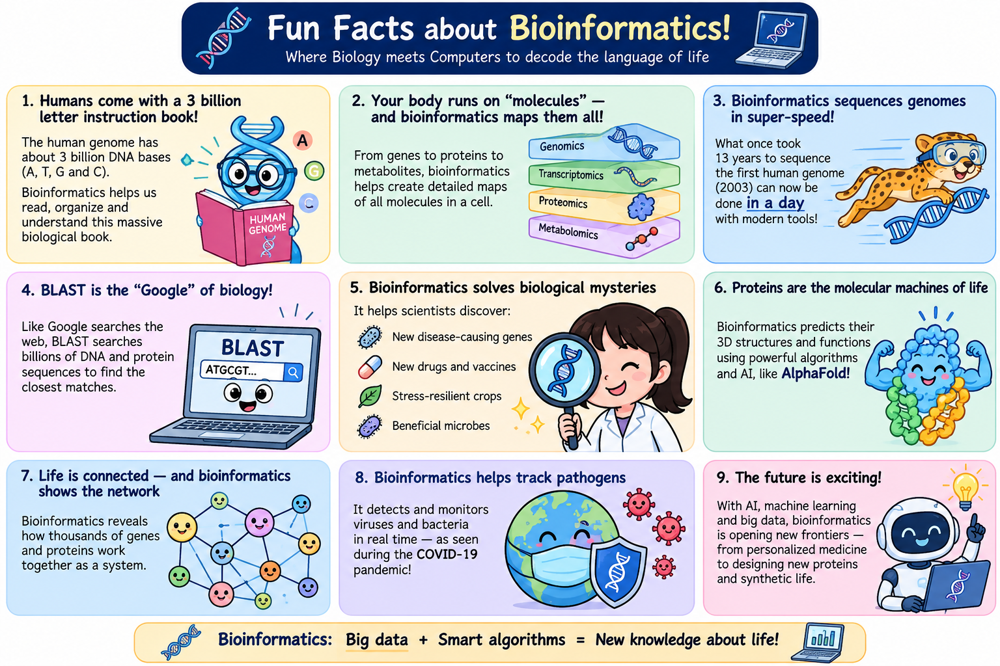 Fun Facts about Bioinformatics!
Where Biology meets Computers to decode the language of life
1. Humans come with a 3 billion
letter instruction book!
The human genome has
about 3 billion DNA bases
(A, T, G and C).
Bioinformatics helps us
read, organize and
understand this massive
biological book.
A
G
C
HUMAN
GENOME
2. Your body runs on “molecules” —
and bioinformatics maps them all!
From genes to proteins to
metabolites, bioinformatics
helps create detailed maps
of all molecules in a cell.
Genomics
Transcriptomics
Proteomics
Metabolomics
3. Bioinformatics sequences genomes
in super-speed!
What once took
13 years to sequence
the first human genome
(2003) can now be
done in a day
with modern tools!
4. BLAST is the “Google” of biology!
Like Google searches the
web, BLAST searches
billions of DNA and protein
sequences to find the
closest matches.
BLAST
ATGCGT...
5. Bioinformatics solves biological mysteries
It helps scientists discover:
New disease-causing genes
New drugs and vaccines
Stress-resilient crops
Beneficial microbes
6. Proteins are the molecular machines of life
Bioinformatics predicts their
3D structures and functions
using powerful algorithms
and AI, like AlphaFold!
7. Life is connected — and bioinformatics
shows the network
Bioinformatics reveals
how thousands of genes
and proteins work
together as a system.
8. Bioinformatics helps track pathogens
It detects and monitors
viruses and bacteria
in real time — as seen
during the COVID-19
pandemic!
9. The future is exciting!
With AI, machine learning
and big data, bioinformatics
is opening new frontiers —
from personalized medicine
to designing new proteins
and synthetic life.
Bioinformatics: Big data + Smart algorithms = New knowledge about life!